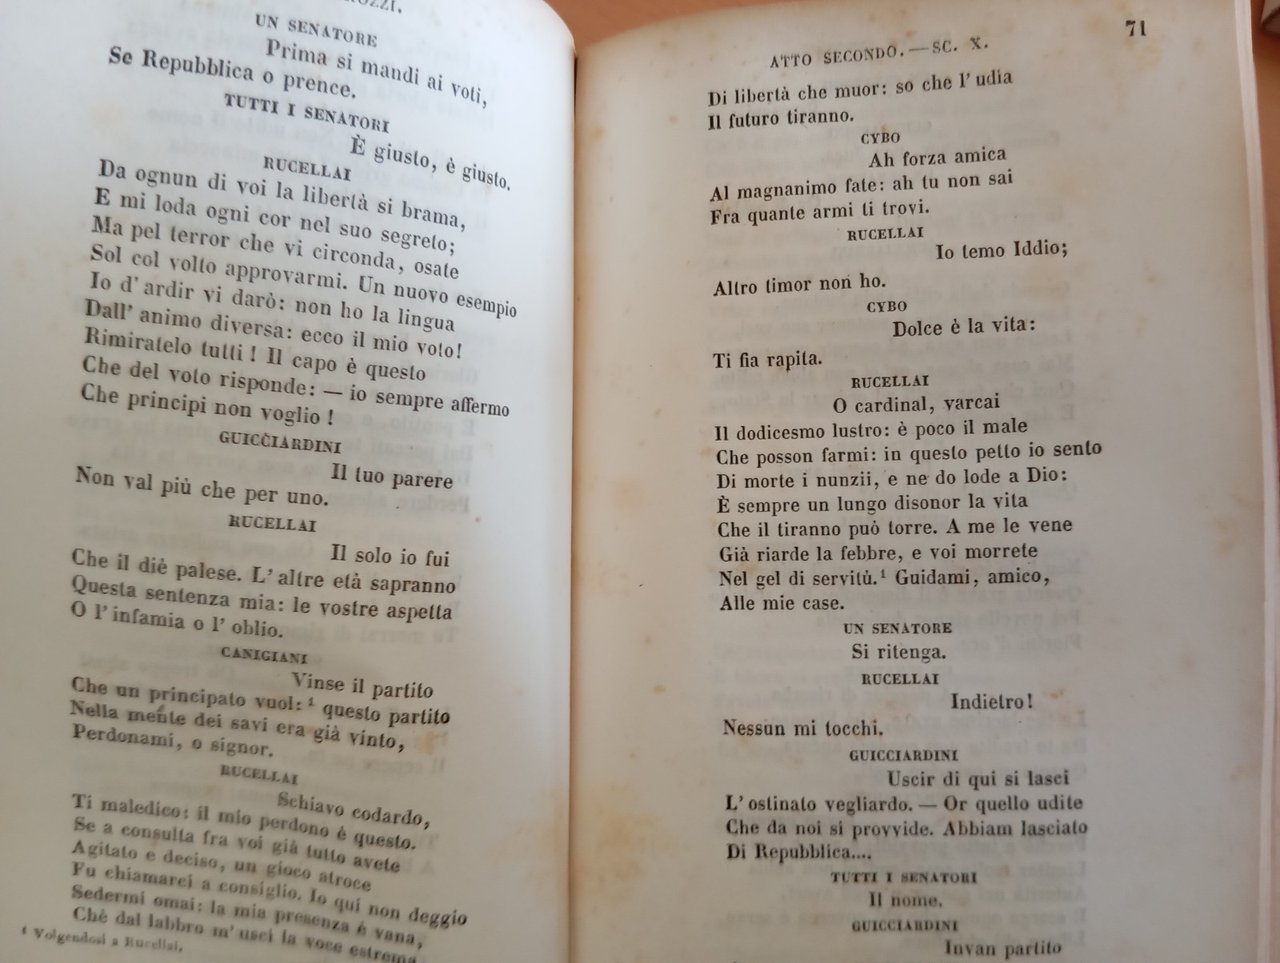 UN SENATORE
Prima si mandi ai voti,
Se Repubblica o prence.
TUTTI I SENATORI
È giusto, è giusto.
RUCELLAI
Da ognun di voi la libertà si brama,
E mi loda ogni cor nel suo segreto;
Ma pel terror che vi circonda, osate
Sol col volto approvarmi. Un nuovo esempio
Io d' ardir vi darò: non ho la lingua
Dall' animo diversa: ecco il mio voto!
Rimiratelo tutti! Il capo è questo
Che del voto risponde: — io sempre affermo
Che principi non voglio!
GUICCIARDINI
Il tuo parere
Non val più che per uno.
RUCELLAI
Il solo io fui
Che il diè palese. L' altre età sapranno
Questa sentenza mia: le vostre aspetta
O l' infamia o l' oblio.
CANIGIANI
Vinse il partito
Che un principato vuol: ¹ questo partito
Nella mente dei savi era già vinto,
Perdonami, o signor.
RUCELLAI
Schiavo codardo,
Ti maledico: il mio perdono è questo.
Se a consulta fra voi già tutto avete
Agitato e deciso, un gioco atroce
Fu chiamarci a consiglio. Io qui non deggio
Sedermi omai: la mia presenza è vana,
Chè dal labbro m' uscì la voce estrema
¹ Volgendosi a Rucellai.
71
ATTO SECONDO. — SC. X.
Di libertà che muor: so che l' udia
Il futuro tiranno.
CYBO
Ah forza amica
Al magnanimo fate: ah tu non sai
Fra quante armi ti trovi.
RUCELLAI
Io temo Iddio;
Altro timor non ho.
CYBO
Dolce è la vita:
Ti fia rapita.
RUCELLAI
O cardinal, varcai
Il dodicesmo lustro: è poco il male
Che posson farmi: in questo petto io sento
Di morte i nunzii, e ne do lode a Dio:
È sempre un lungo disonor la vita
Che il tiranno può torre. A me le vene
Già riarde la febbre, e voi morrete
Nel gel di servitù.¹ Guidami, amico,
Alle mie case.
UN SENATORE
Si ritenga.
RUCELLAI
Indietro!
Nessun mi tocchi.
GUICCIARDINI
Uscir di qui si lasci
L' ostinato vegliardo. — Or quello udite
Che da noi si provvide. Abbiam lasciato
Di Repubblica....
TUTTI I SENATORI
Il nome.
GUICCIARDINI
Invan partito